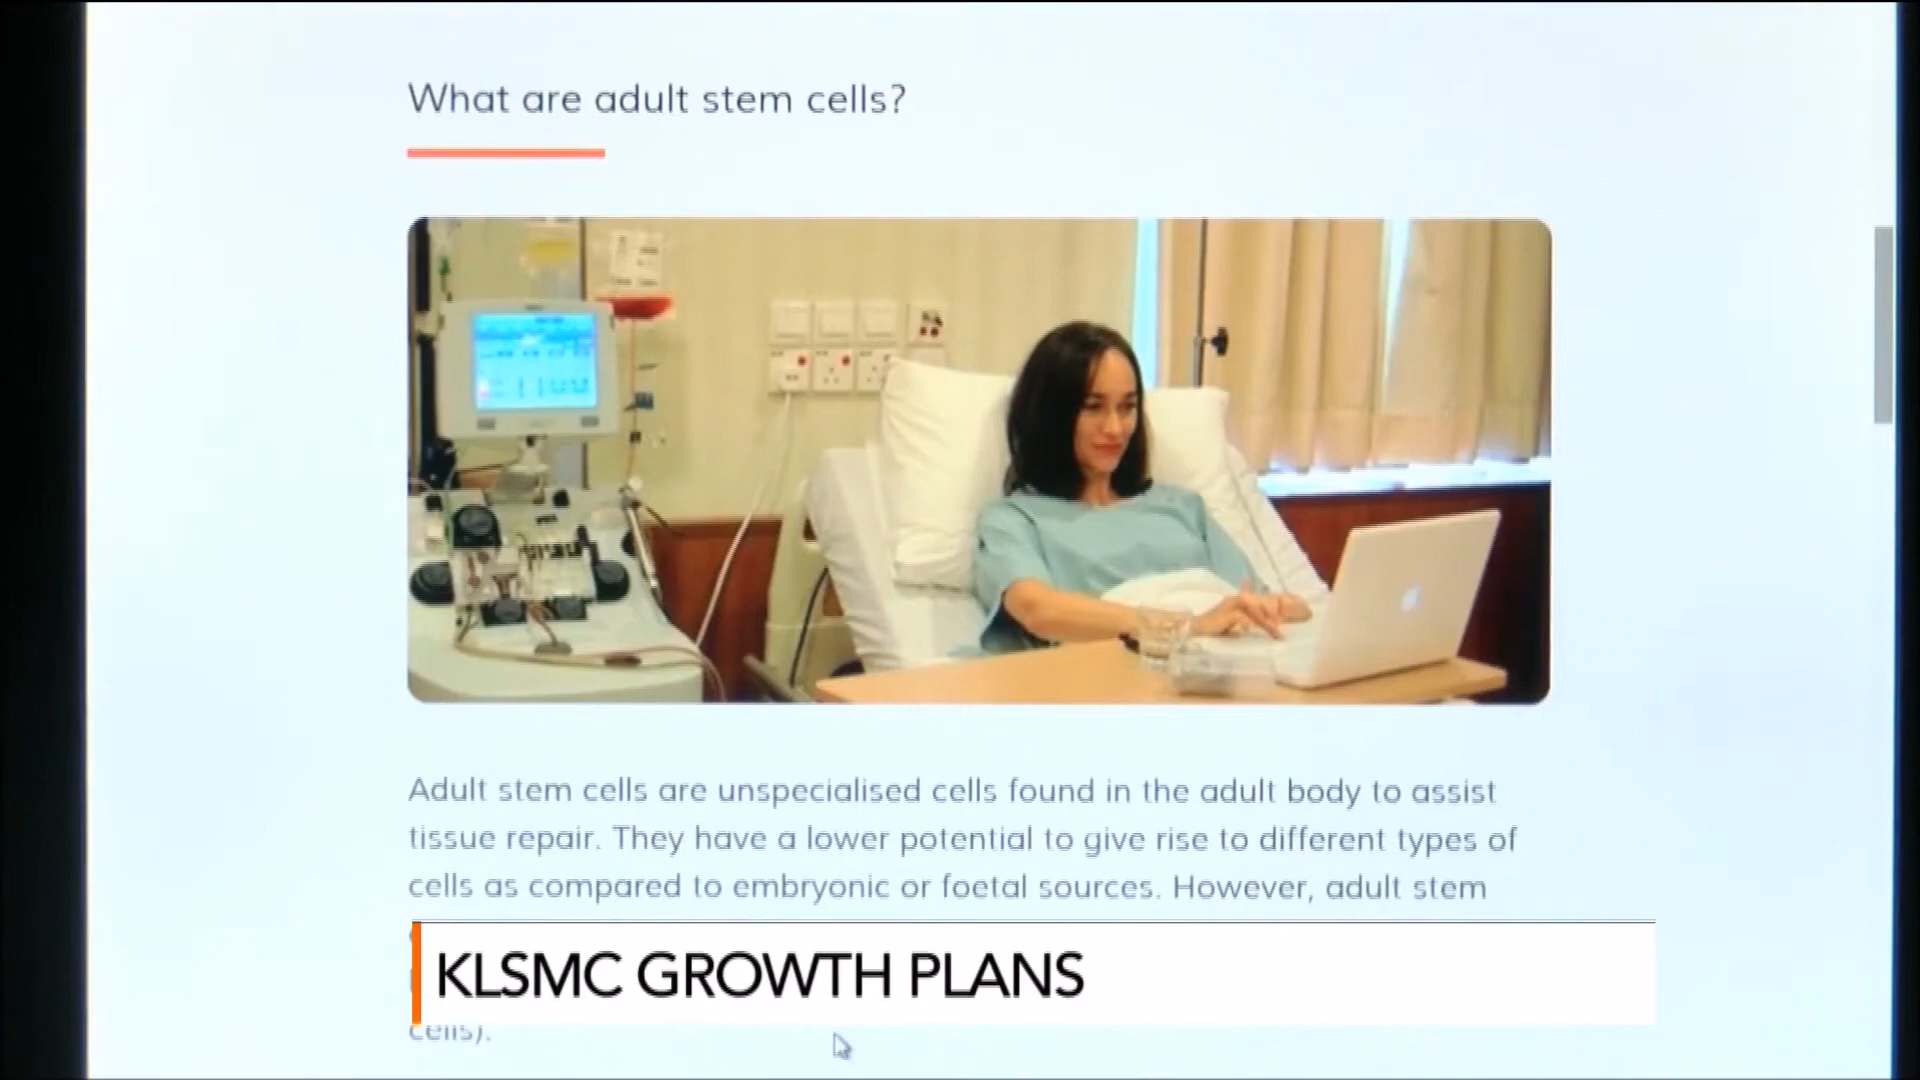 What are adult stem cells?
Adult stem cells are unspecialised cells found in the adult body to assist
tissue repair. They have a lower potential to give rise to different types of
cells as compared to embryonic or foetal sources. However, adult stem
KLSMC GROWTH PLANS
cells).